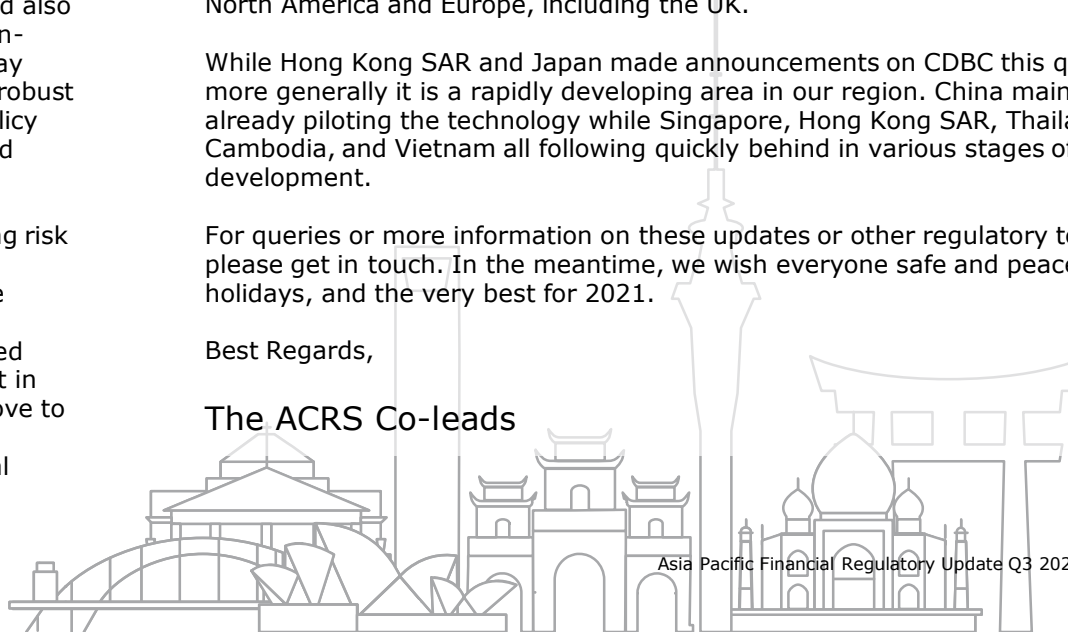 d also
n-
ay
robust
licy
d
g risk
e
ed
t in
ove to
l
North America and Europe, including the UK.
While Hong Kong SAR and Japan made announcements on CDBC this q
more generally it is a rapidly developing area in our region. China main
already piloting the technology while Singapore, Hong Kong SAR, Thaila
Cambodia, and Vietnam all following quickly behind in various stages of
development.
For queries or more information on these updates or other regulatory to
please get in touch. In the meantime, we wish everyone safe and peace
holidays, and the very best for 2021.
Best Regards,
The ACRS Co-leads
Asia Pacific Financial Regulatory Update Q3 202